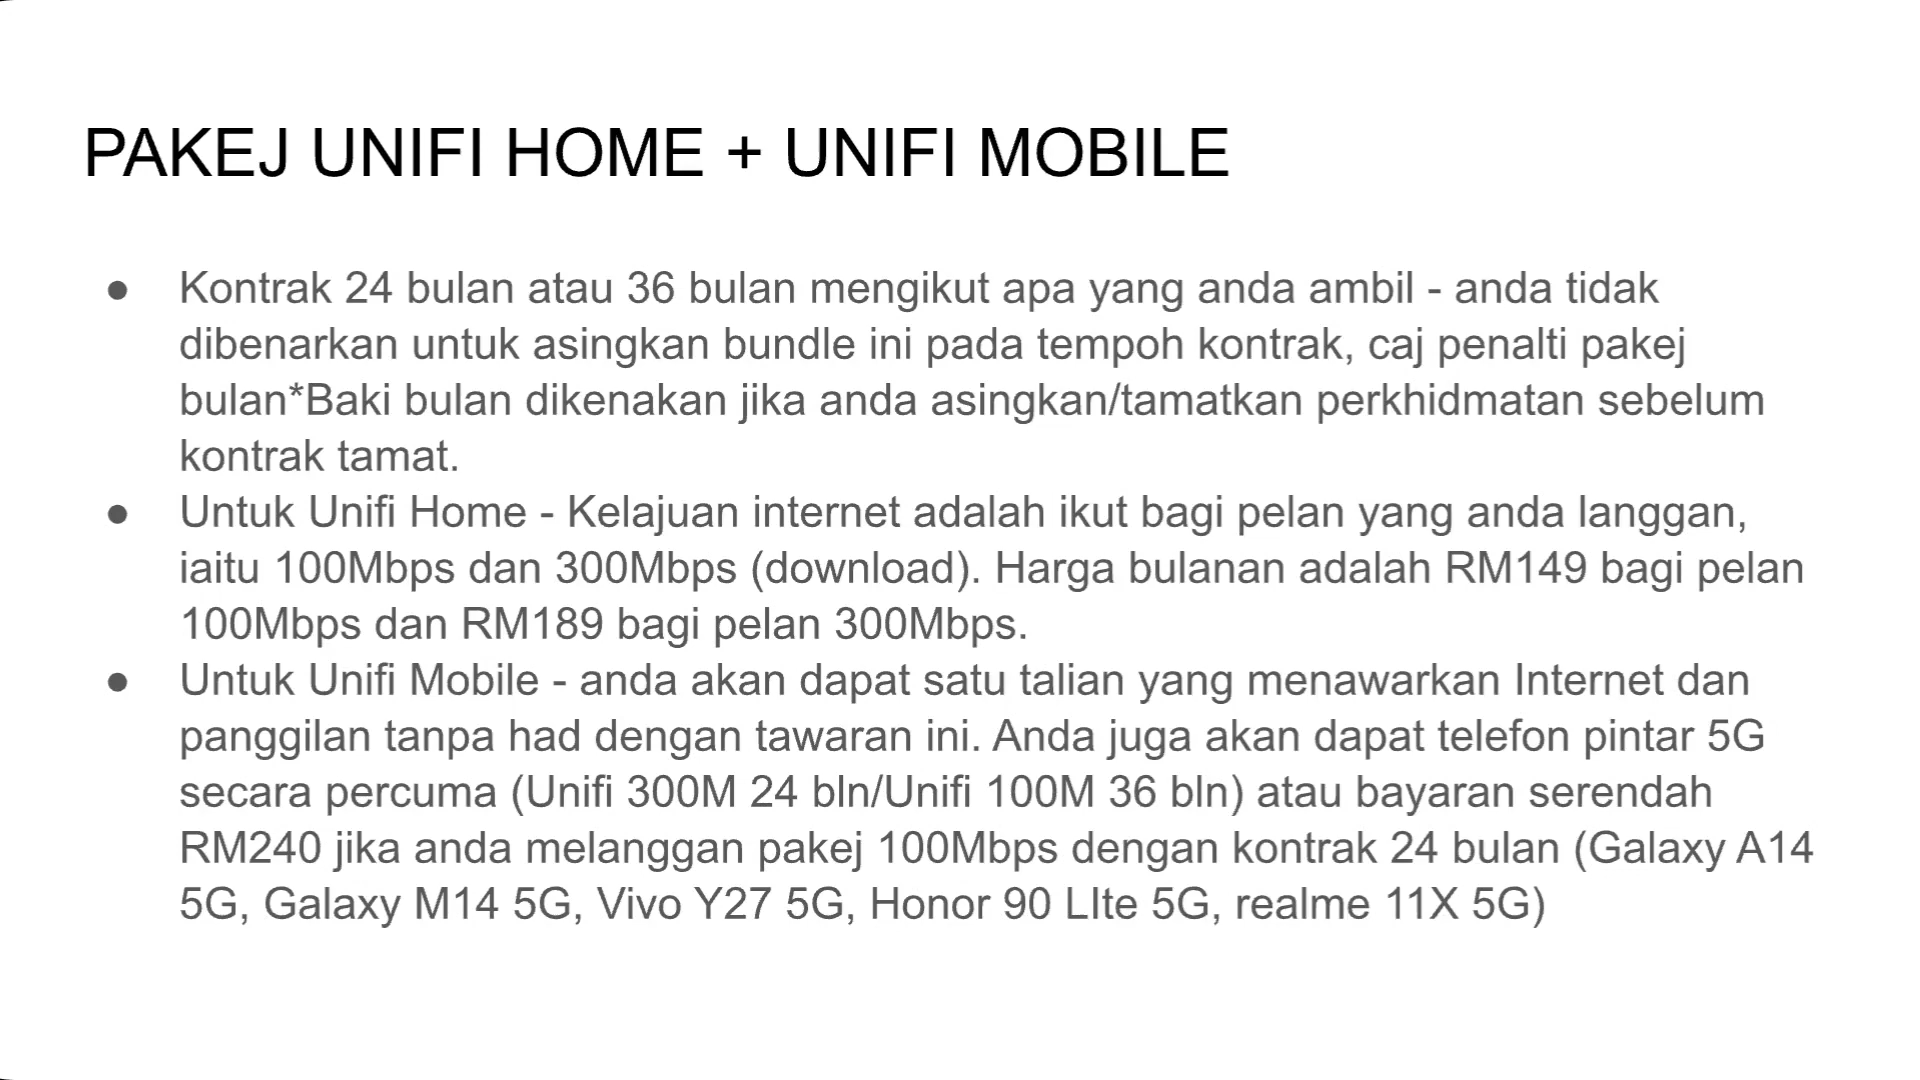 PAKEJ UNIFI HOME + UNIFI MOBILE
● Kontrak 24 bulan atau 36 bulan mengikut apa yang anda ambil - anda tidak
dibenarkan untuk asingkan bundle ini pada tempoh kontrak, caj penalti pakej
bulan*Baki bulan dikenakan jika anda asingkan/tamatkan perkhidmatan sebelum
kontrak tamat.
● Untuk Unifi Home - Kelajuan internet adalah ikut bagi pelan yang anda langgan,
iaitu 100Mbps dan 300Mbps (download). Harga bulanan adalah RM149 bagi pelan
100Mbps dan RM189 bagi pelan 300Mbps.
● Untuk Unifi Mobile - anda akan dapat satu talian yang menawarkan Internet dan
panggilan tanpa had dengan tawaran ini. Anda juga akan dapat telefon pintar 5G
secara percuma (Unifi 300M 24 bln/Unifi 100M 36 bln) atau bayaran serendah
RM240 jika anda melanggan pakej 100Mbps dengan kontrak 24 bulan (Galaxy A14
5G, Galaxy M14 5G, Vivo Y27 5G, Honor 90 LIte 5G, realme 11X 5G)